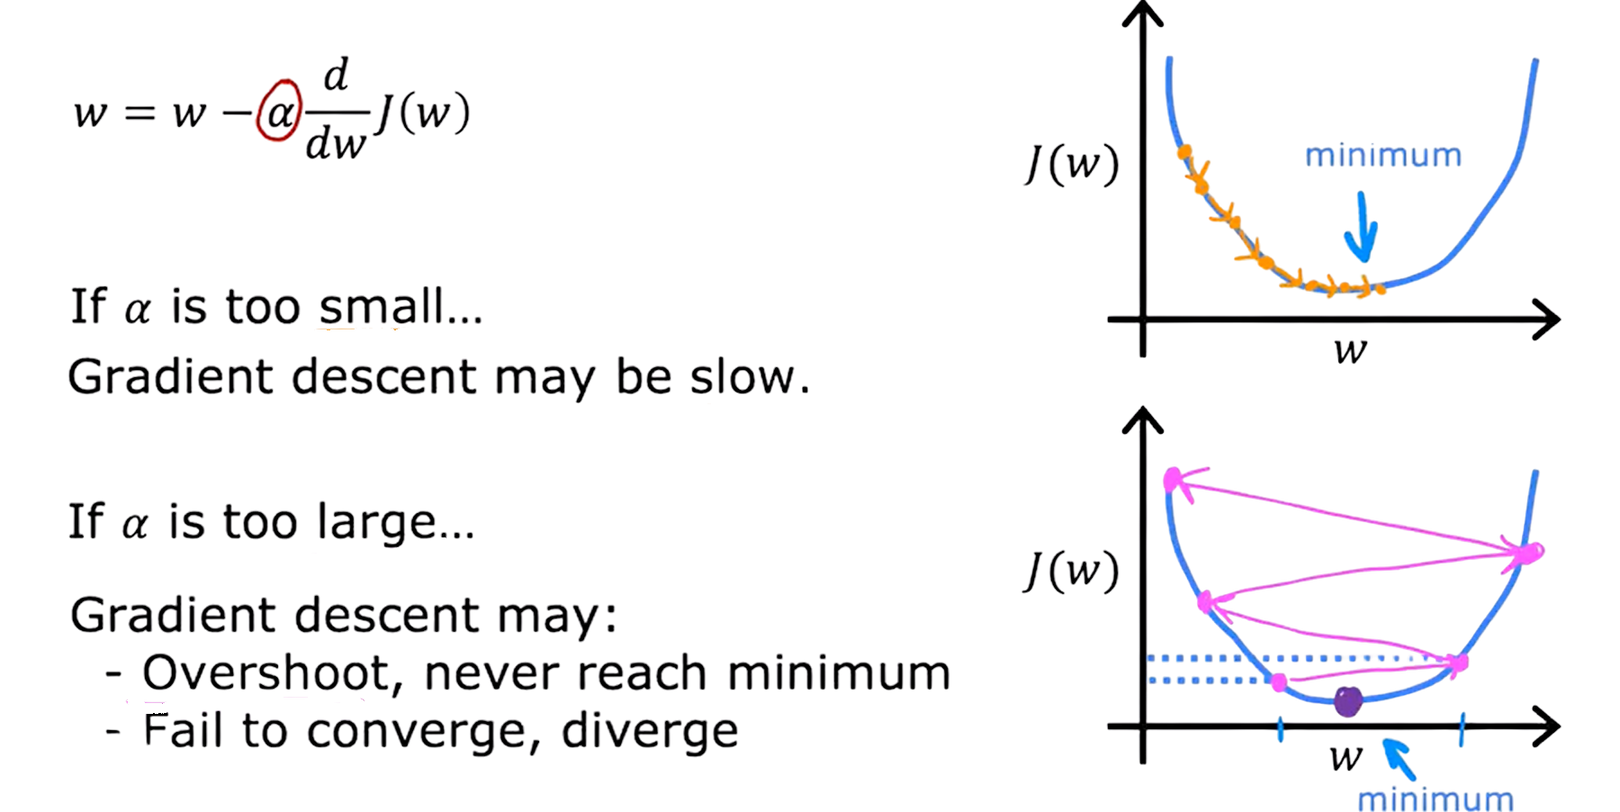 w = w − α d/dw J(w)
If α is too small...
Gradient descent may be slow.
If α is too large...
Gradient descent may:
- Overshoot, never reach minimum
- Fail to converge, diverge
J(w)
minimum
w
J(w)
w
minimum